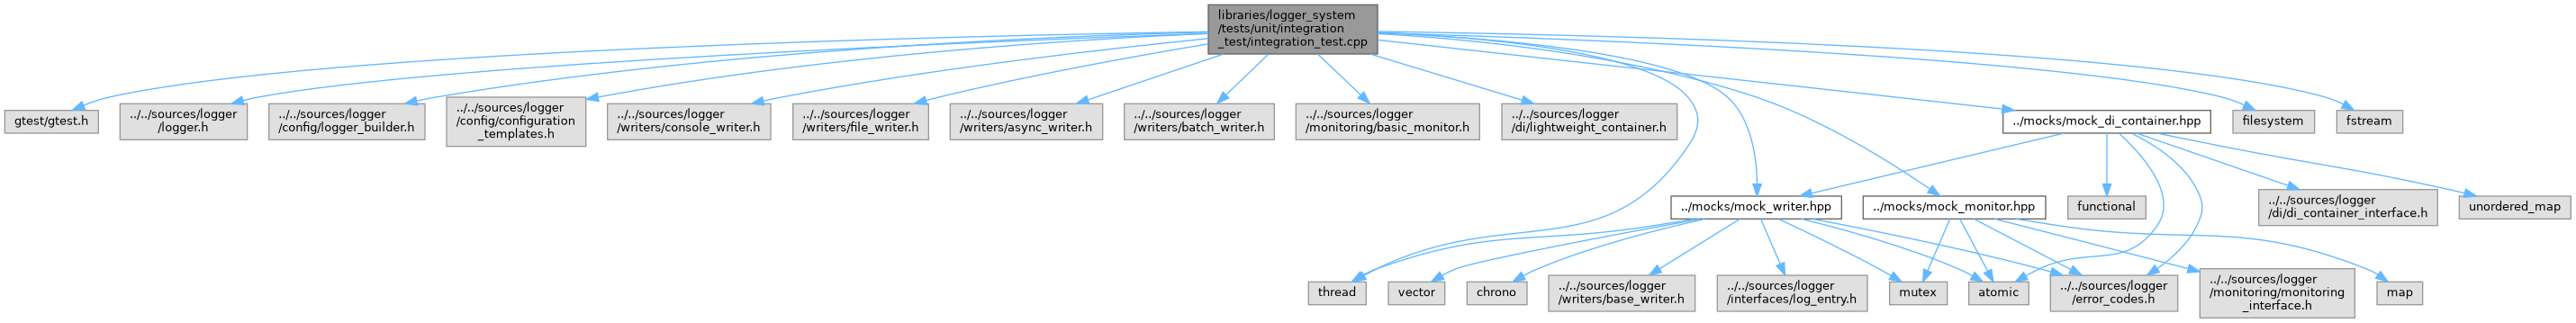 libraries/logger_system
/tests/unit/integration
_test/integration_test.cpp
gtest/gtest.h
../../sources/logger
/logger.h
../../sources/logger
/config/logger_builder.h
../../sources/logger
/config/configuration
_templates.h
../../sources/logger
/writers/console_writer.h
../../sources/logger
/writers/file_writer.h
../../sources/logger
/writers/async_writer.h
../../sources/logger
/writers/batch_writer.h
../../sources/logger
/monitoring/basic_monitor.h
../../sources/logger
/di/lightweight_container.h
../mocks/mock_di_container.hpp
filesystem
fstream
../mocks/mock_writer.hpp
../mocks/mock_monitor.hpp
functional
../../sources/logger
/di/di_container_interface.h
unordered_map
thread
vector
chrono
../../sources/logger
/writers/base_writer.h
../../sources/logger
/interfaces/log_entry.h
mutex
atomic
../../sources/logger
/error_codes.h
../../sources/logger
/monitoring/monitoring
_interface.h
map